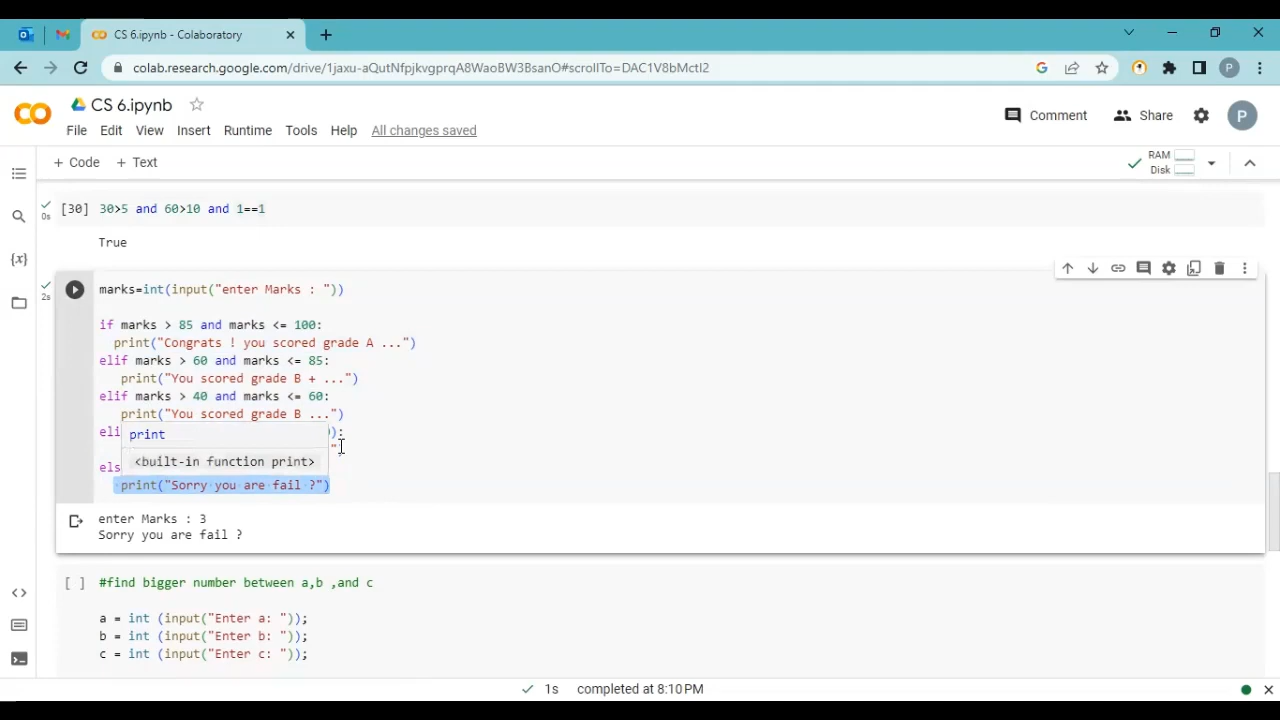 CS 6.ipynb - Colaboratory
colab.research.google.com/drive/1jaxu-aQutNfpjkvgprqA8WaoBW3BsanO#scrollTo=DAC1V8bMctI2
P
CS 6.ipynb
Comment
Share
P
File Edit View Insert Runtime Tools Help All changes saved
+ Code + Text
RAM
Disk
[30] 30>5 and 60>10 and 1==1
0s
True
marks=int(input("enter Marks : "))
2s
if marks > 85 and marks <= 100:
print("Congrats ! you scored grade A ...")
elif marks > 60 and marks <= 85:
print("You scored grade B + ...")
elif marks > 40 and marks <= 60:
print("You scored grade B ...")
eli
):
print
")
<built-in function print>
els
print("Sorry you are fail ?")
enter Marks : 3
Sorry you are fail ?
[ ] #find bigger number between a,b ,and c
a = int (input("Enter a: "));
b = int (input("Enter b: "));
c = int (input("Enter c: "));
1s completed at 8:10 PM